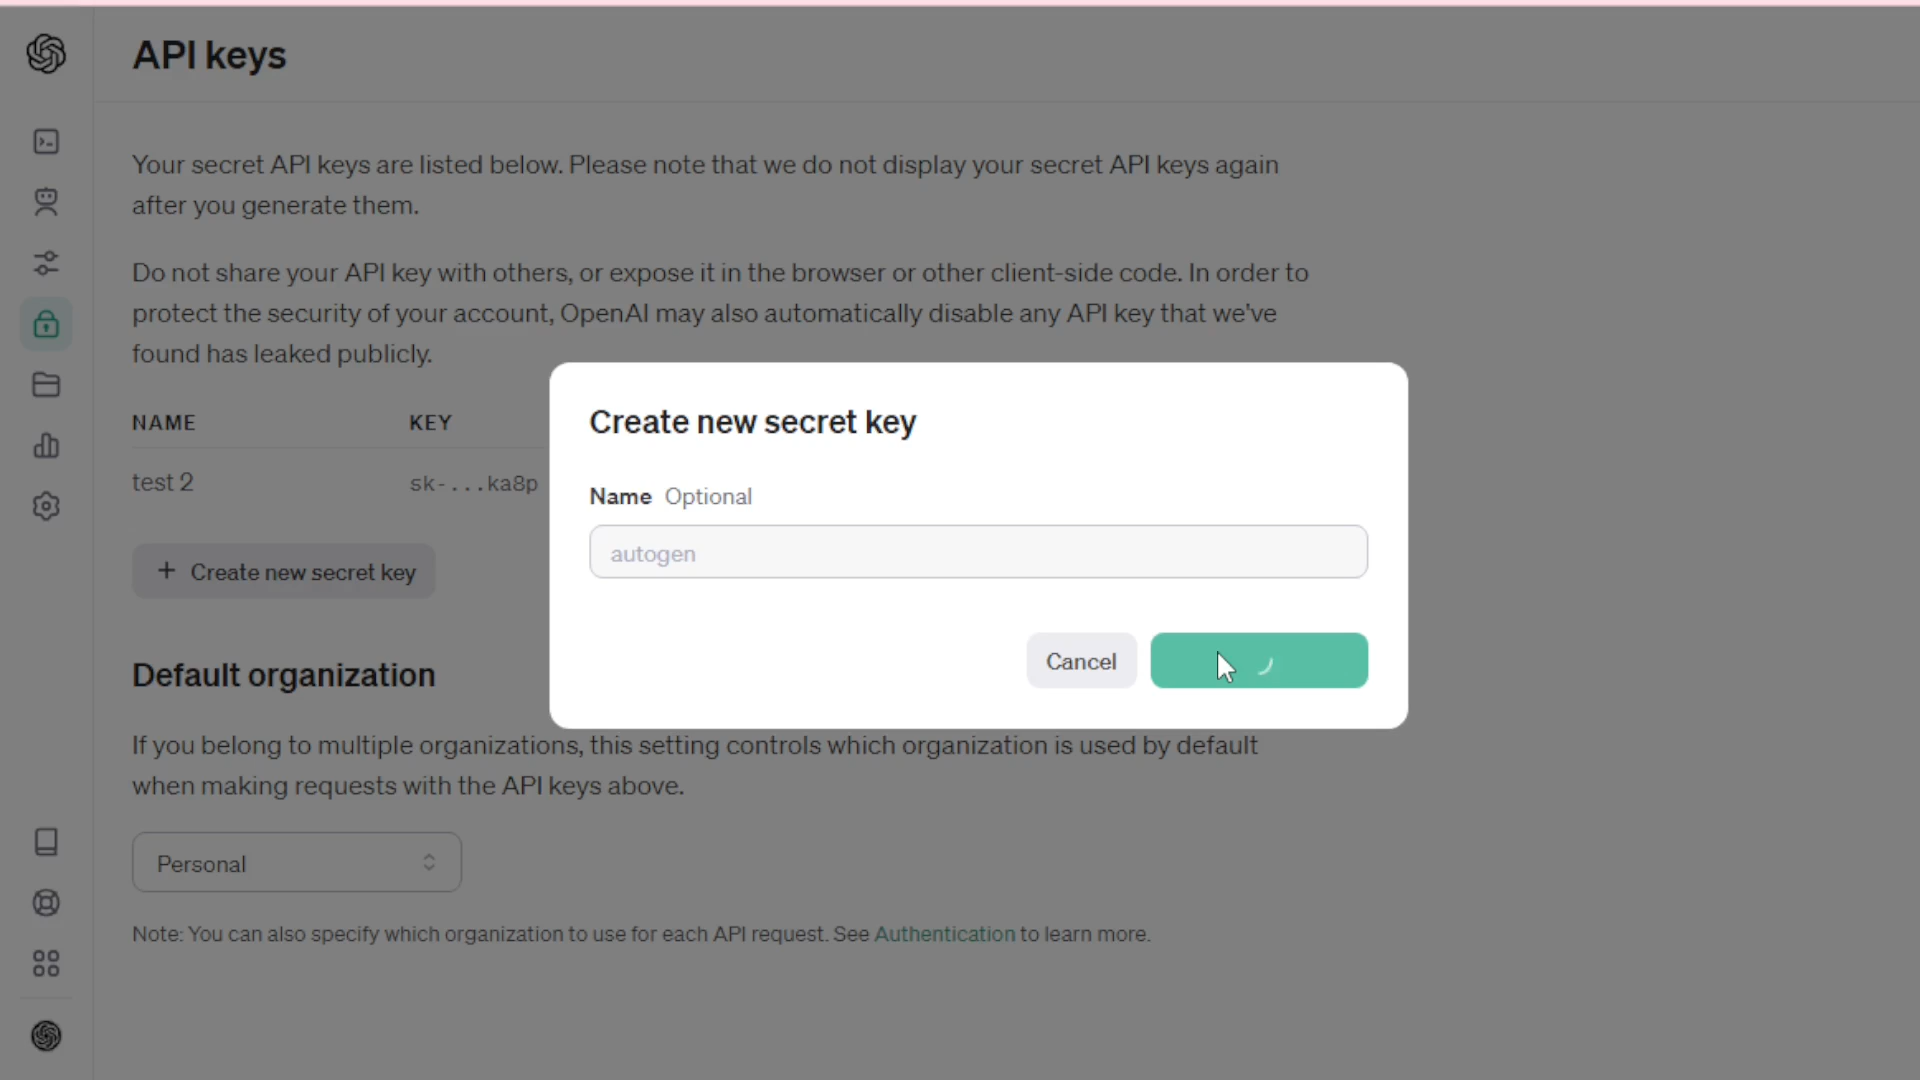 API keys
Your secret API keys are listed below. Please note that we do not display your secret API keys again
after you generate them.
Do not share your API key with others, or expose it in the browser or other client-side code. In order to
protect the security of your account, OpenAI may also automatically disable any API key that we've
found has leaked publicly.
NAME KEY
test 2 sk-...ka8p
+ Create new secret key
Create new secret key
Name Optional
autogen
Cancel
Default organization
If you belong to multiple organizations, this setting controls which organization is used by default
when making requests with the API keys above.
Personal
Note: You can also specify which organization to use for each API request. See Authentication to learn more.